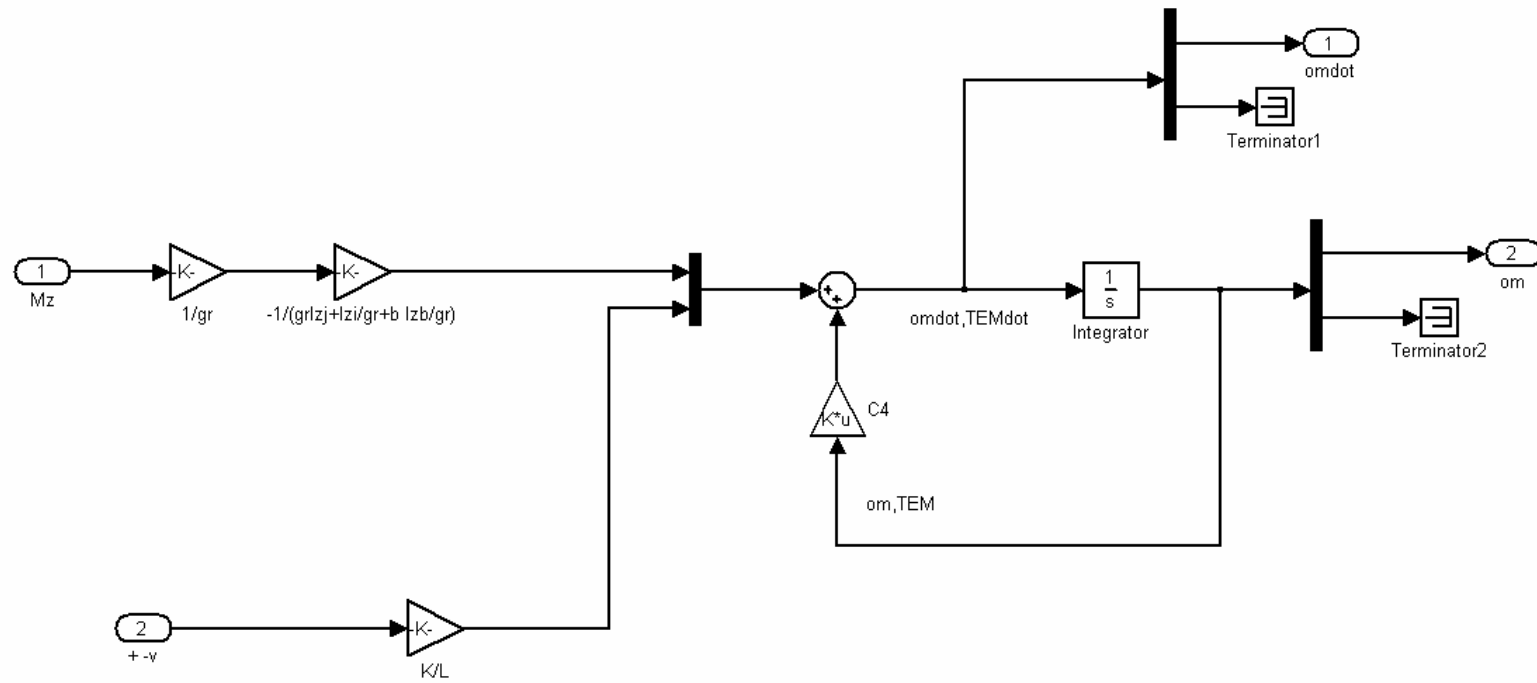 1
omdot
Terminator1
1
Mz
-K-
1/gr
-K-
-1/(grIzj+Izi/gr+b Izb/gr)
+
+
omdot,TEMdot
1
s
Integrator
2
om
Terminator2
K*u
C4
om,TEM
2
+ -v
-K-
K/L